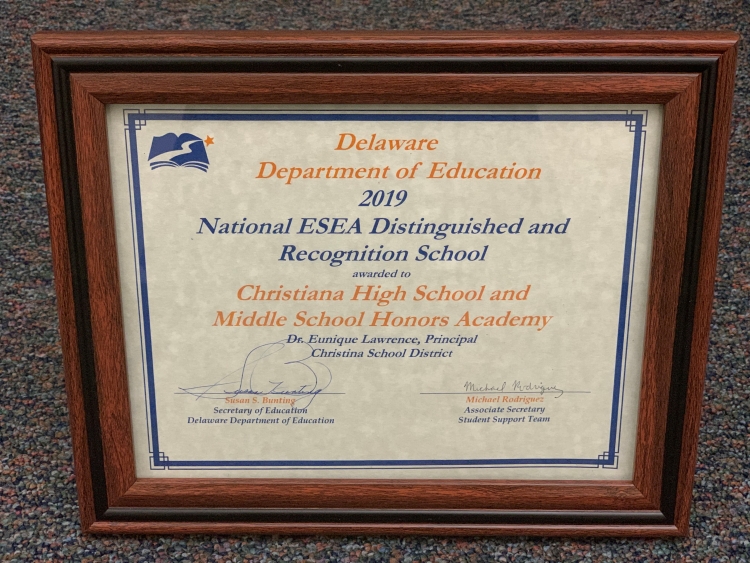 Delaware
Department of Education
2019
National ESEA Distinguished and
Recognition School
awarded to
Christiana High School and
Middle School Honors Academy
Dr. Eunique Lawrence, Principal
Christina School District
Susan S. Bunting
Secretary of Education
Delaware Department of Education
Michael Rodriguez
Michael Rodriguez
Associate Secretary
Student Support Team